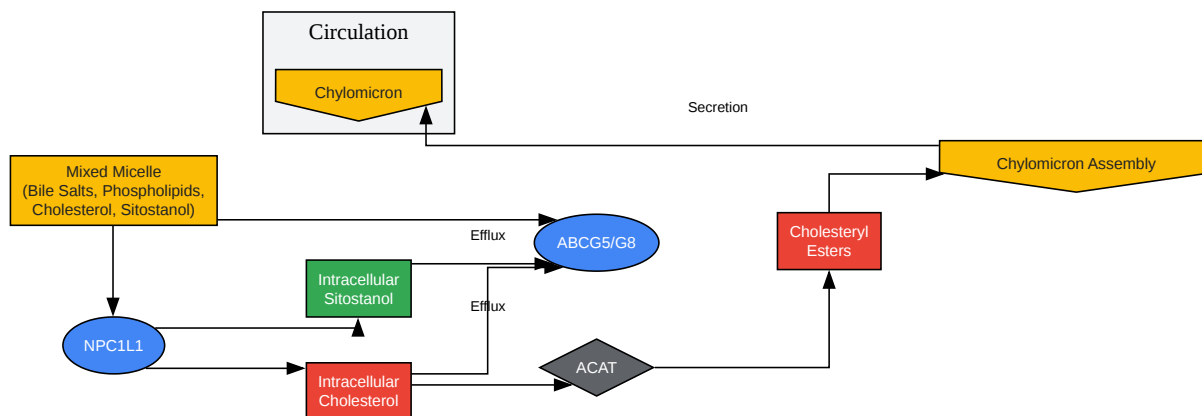 Circulation
Chylomicron
Secretion
Chylomicron Assembly
Mixed Micelle
(Bile Salts, Phospholipids,
Cholesterol, Sitostanol)
Cholesteryl
Esters
Efflux
ABCG5/G8
Intracellular
Sitostanol
Efflux
NPC1L1
ACAT
Intracellular
Cholesterol